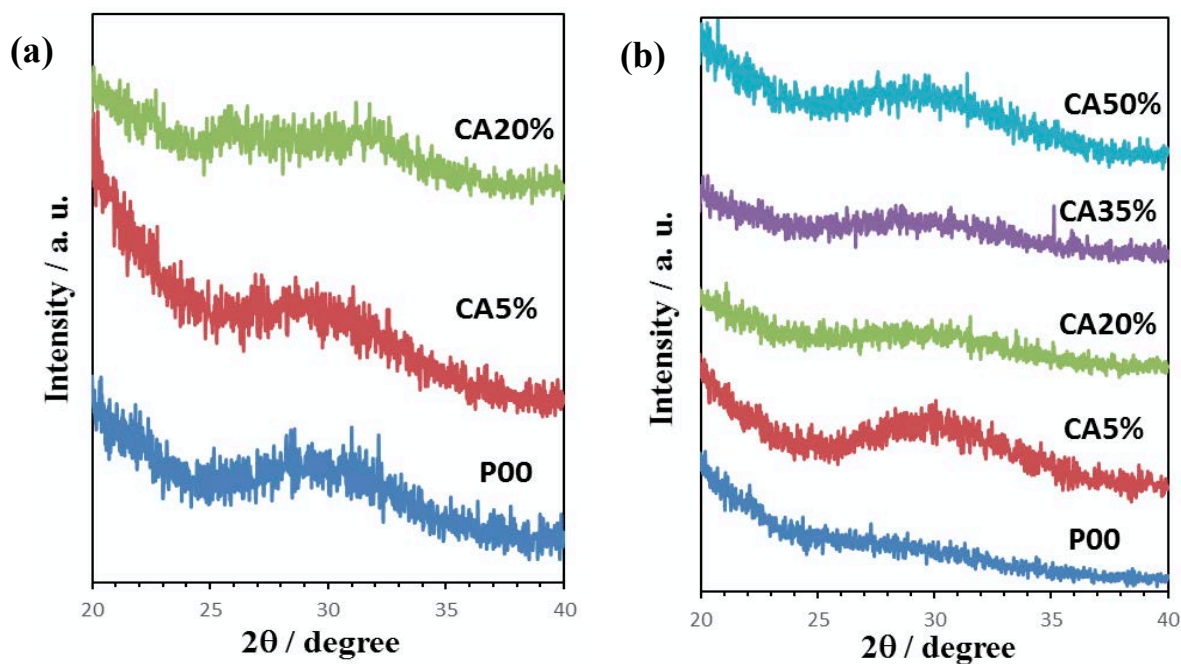 (a)
CA20%
CA5%
P00
Intensity / a. u.
20 25 30 35 40
2θ / degree
(b)
CA50%
CA35%
CA20%
CA5%
P00
Intensity / a. u.
20 25 30 35 40
2θ / degree